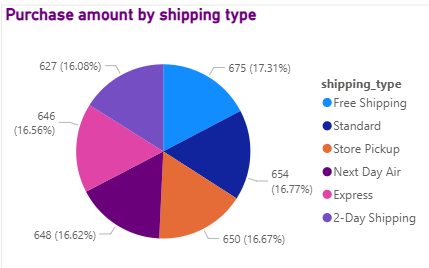 Purchase amount by shipping type
627 (16.08%)
675 (17.31%)
shipping_type
Free Shipping
646
(16.56%)
Standard
Store Pickup
654
(16.77%)
Next Day Air
Express
2-Day Shipping
648 (16.62%)
650 (16.67%)